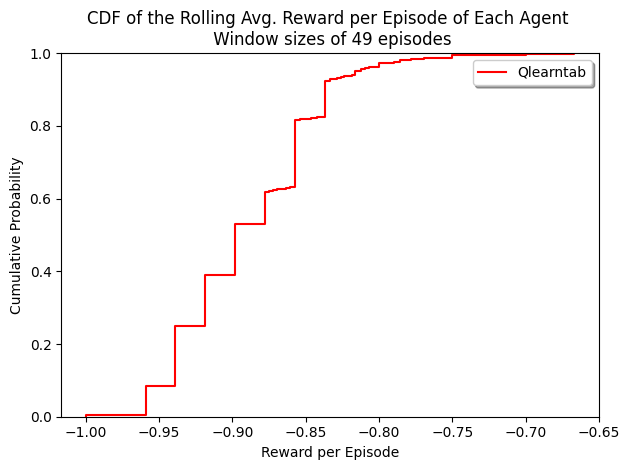 CDF of the Rolling Avg. Reward per Episode of Each Agent
Window sizes of 49 episodes
Qlearntab
Cumulative Probability
1.0
0.8
0.6
0.4
0.2
0.0
−1.00 −0.95 −0.90 −0.85 −0.80 −0.75 −0.70 −0.65
Reward per Episode